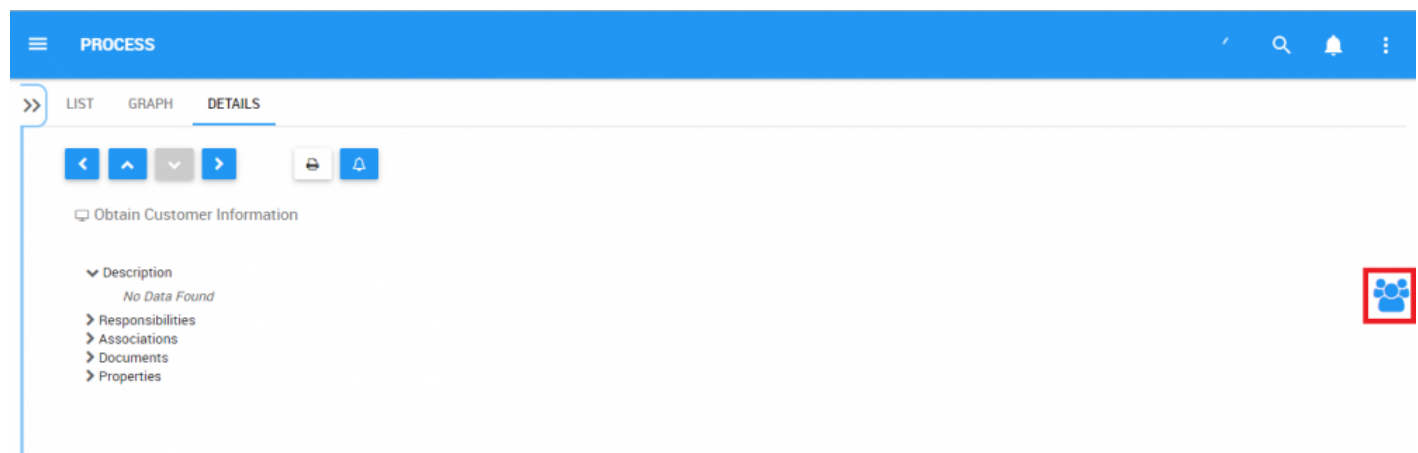 PROCESS
LIST GRAPH DETAILS
Obtain Customer Information
Description
No Data Found
Responsibilities
Associations
Documents
Properties